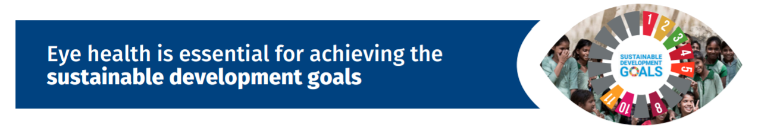 Eye health is essential for achieving the
sustainable development goals
1
2
3
4
5
8
10
11
SUSTAINABLE
DEVELOPMENT
GOALS